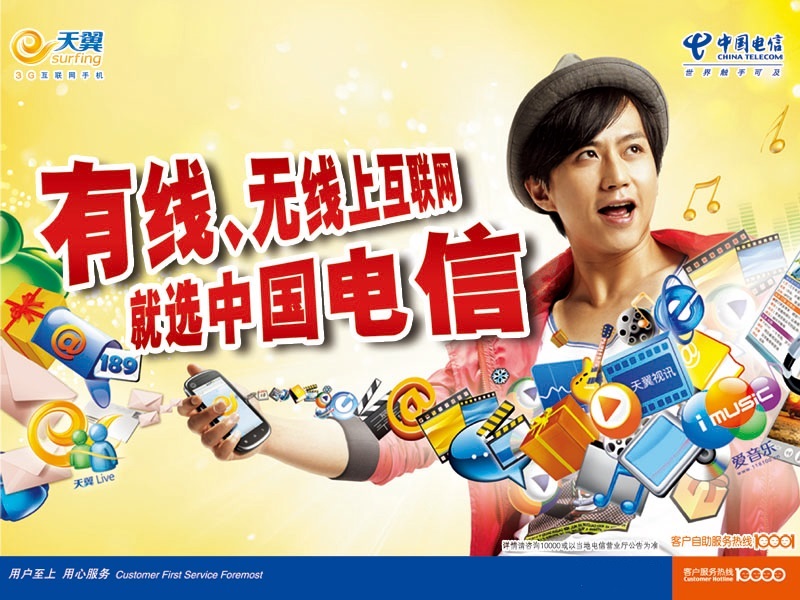 天翼
surfing
3G互联网手机
中国电信
CHINA TELECOM
世界触手可及
有线、无线上互联网
就选中国电信
@
189
天翼 Live
@
天翼视讯
i MUSIC
爱音乐
详情请咨询10000或以当地电信营业厅公告为准
客户自助服务热线 10001
用户至上 用心服务 Customer First Service Foremost
客户服务热线
Customer Hotline 10000